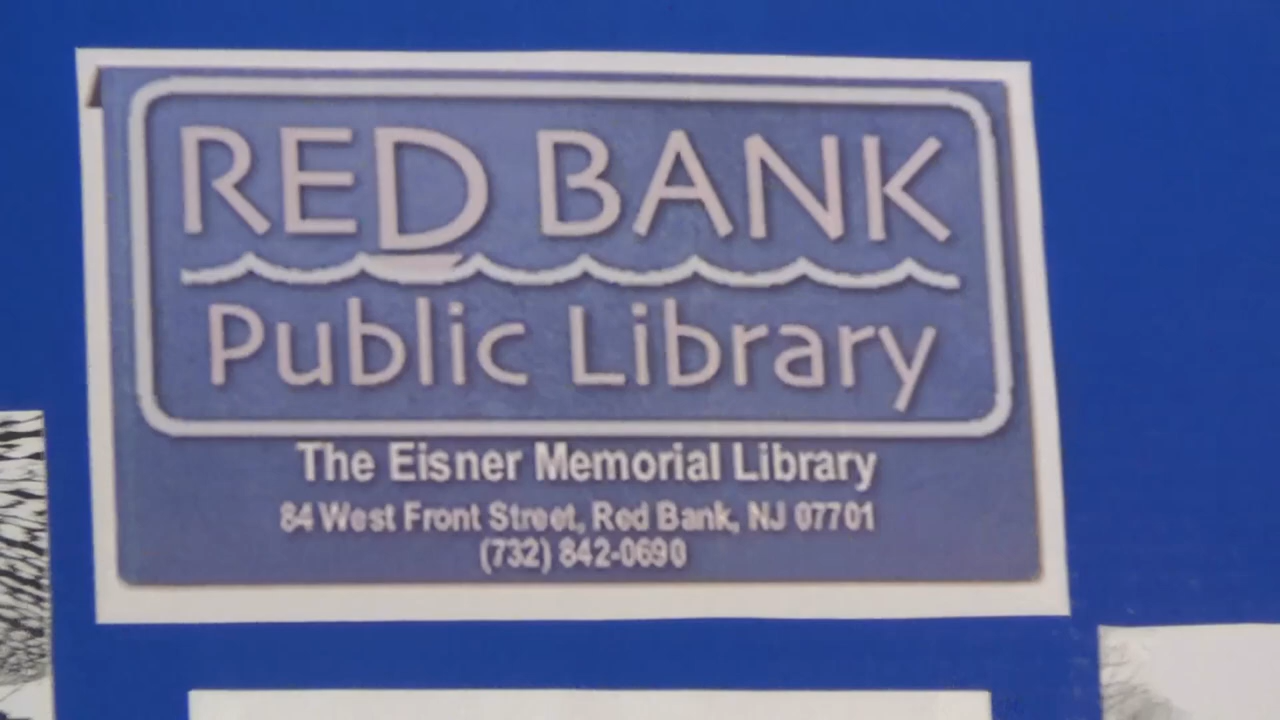 RED BANK
Public Library
The Eisner Memorial Library
84 West Front Street, Red Bank, NJ 07701
(732) 842-0690